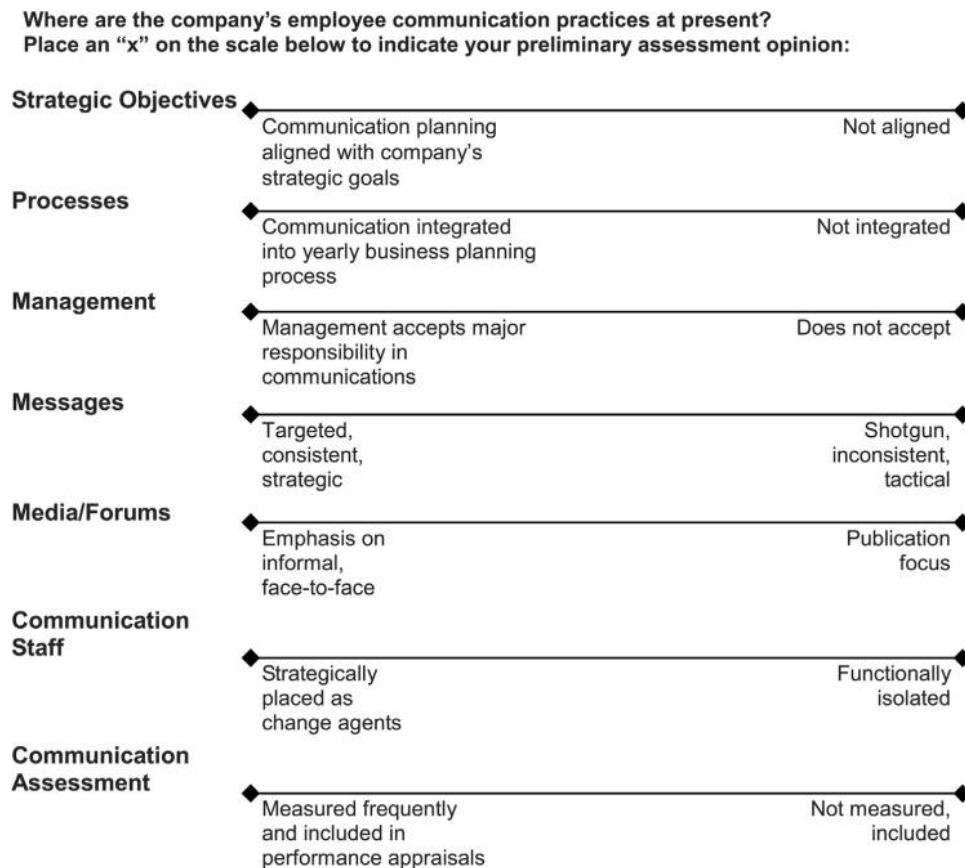 Where are the company’s employee communication practices at present?
Place an “x” on the scale below to indicate your preliminary assessment opinion:
Strategic Objectives
Communication planning
aligned with company’s
strategic goals
Not aligned
Processes
Communication integrated
into yearly business planning
process
Not integrated
Management
Management accepts major
responsibility in
communications
Does not accept
Messages
Targeted,
consistent,
strategic
Shotgun,
inconsistent,
tactical
Media/Forums
Emphasis on
informal,
face-to-face
Publication
focus
Communication
Staff
Strategically
placed as
change agents
Functionally
isolated
Communication
Assessment
Measured frequently
and included in
performance appraisals
Not measured,
included